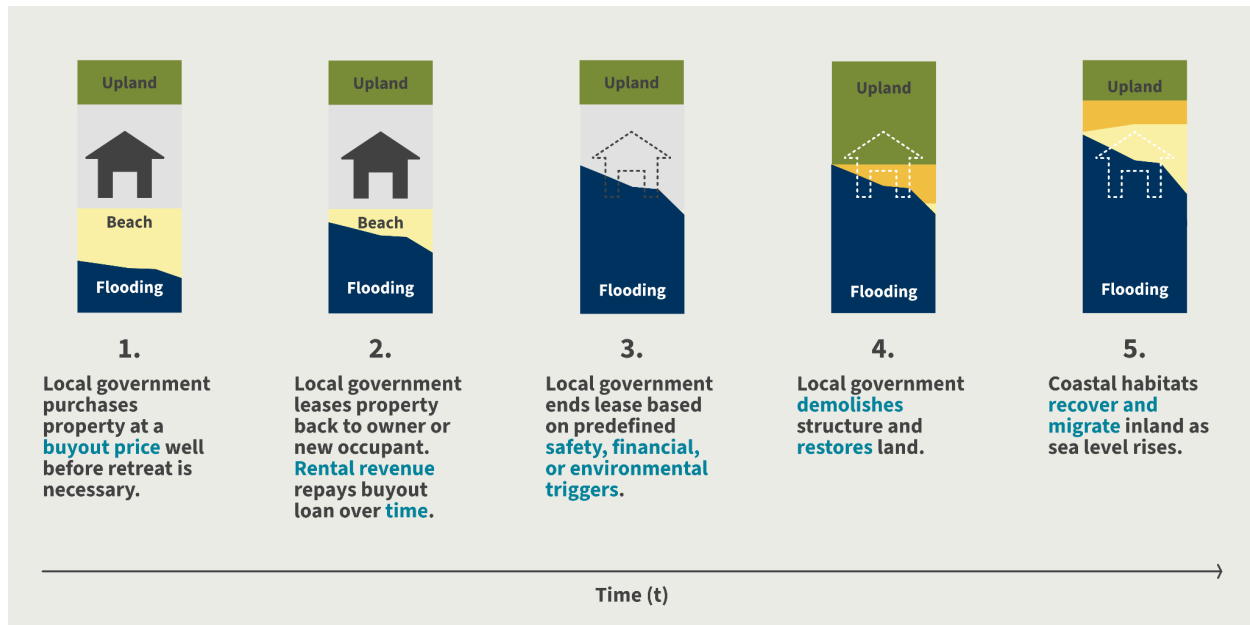 Upland
Beach
Flooding
1.
Local government
purchases
property at a
buyout price well
before retreat is
necessary.
Upland
Beach
Flooding
2.
Local government
leases property
back to owner or
new occupant.
Rental revenue
repays buyout
loan over time.
Upland
Flooding
3.
Local government
ends lease based
on predefined
safety, financial,
or environmental
triggers.
Upland
Flooding
4.
Local government
demolishes
structure and
restores land.
Upland
Flooding
5.
Coastal habitats
recover and
migrate inland as
sea level rises.
Time (t)